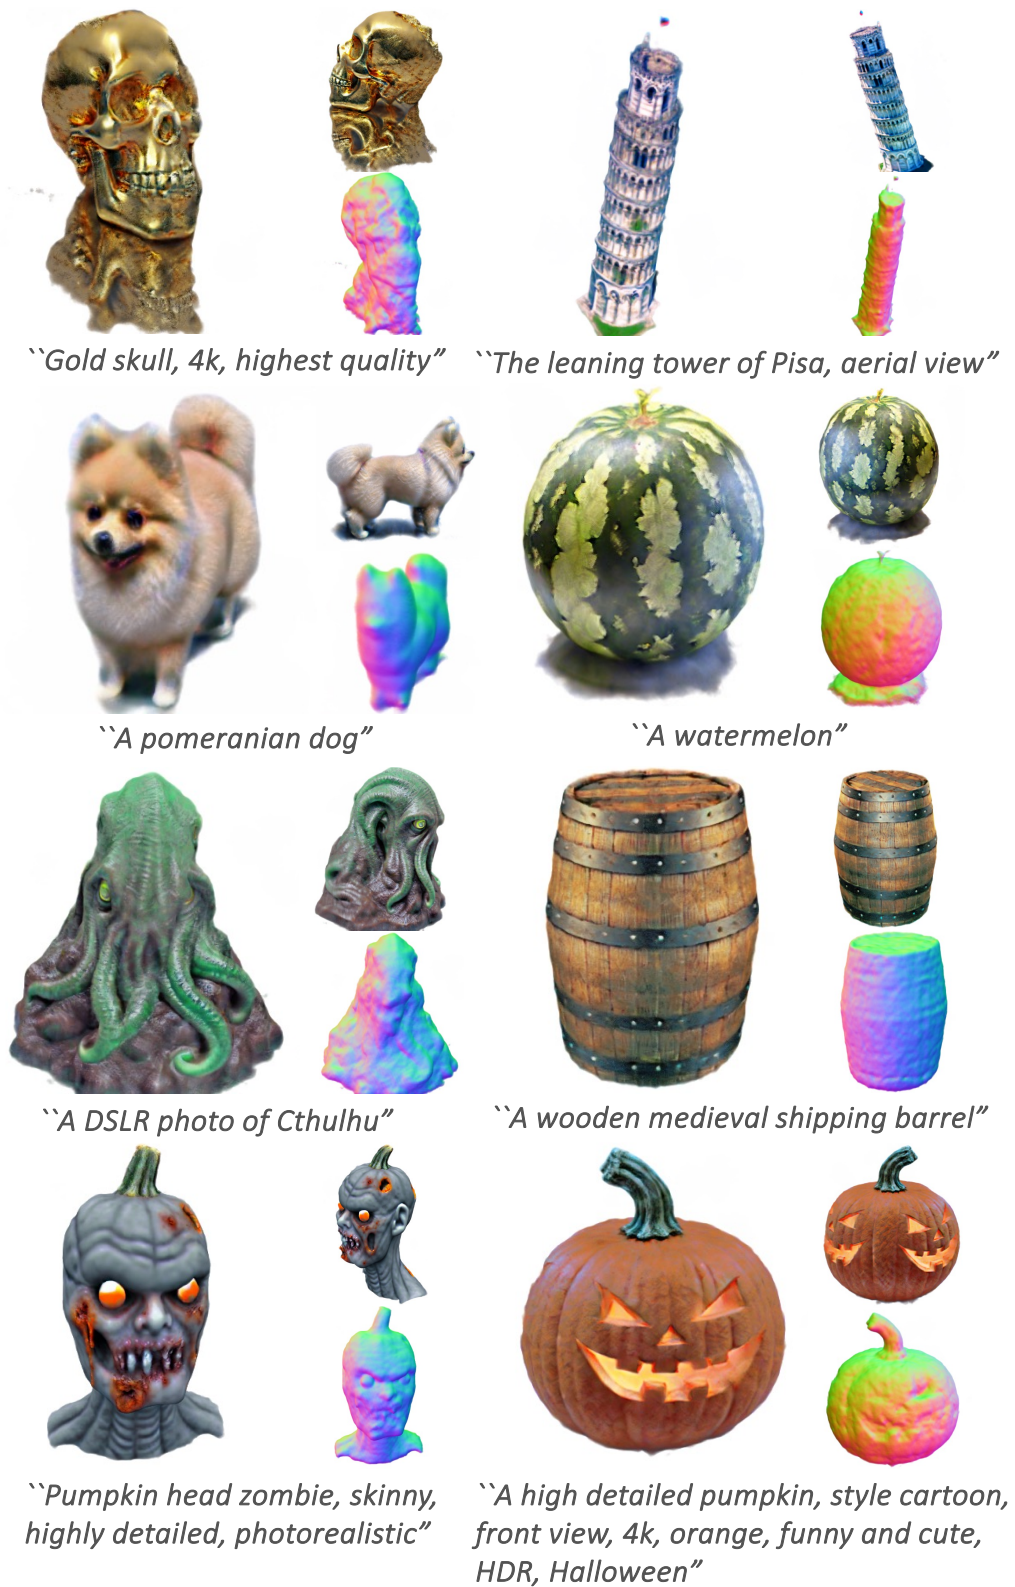 ``Gold skull, 4k, highest quality”
``The leaning tower of Pisa, aerial view”
``A pomeranian dog”
``A watermelon”
``A DSLR photo of Cthulhu”
``A wooden medieval shipping barrel”
``Pumpkin head zombie, skinny,
highly detailed, photorealistic”
``A high detailed pumpkin, style cartoon,
front view, 4k, orange, funny and cute,
HDR, Halloween”